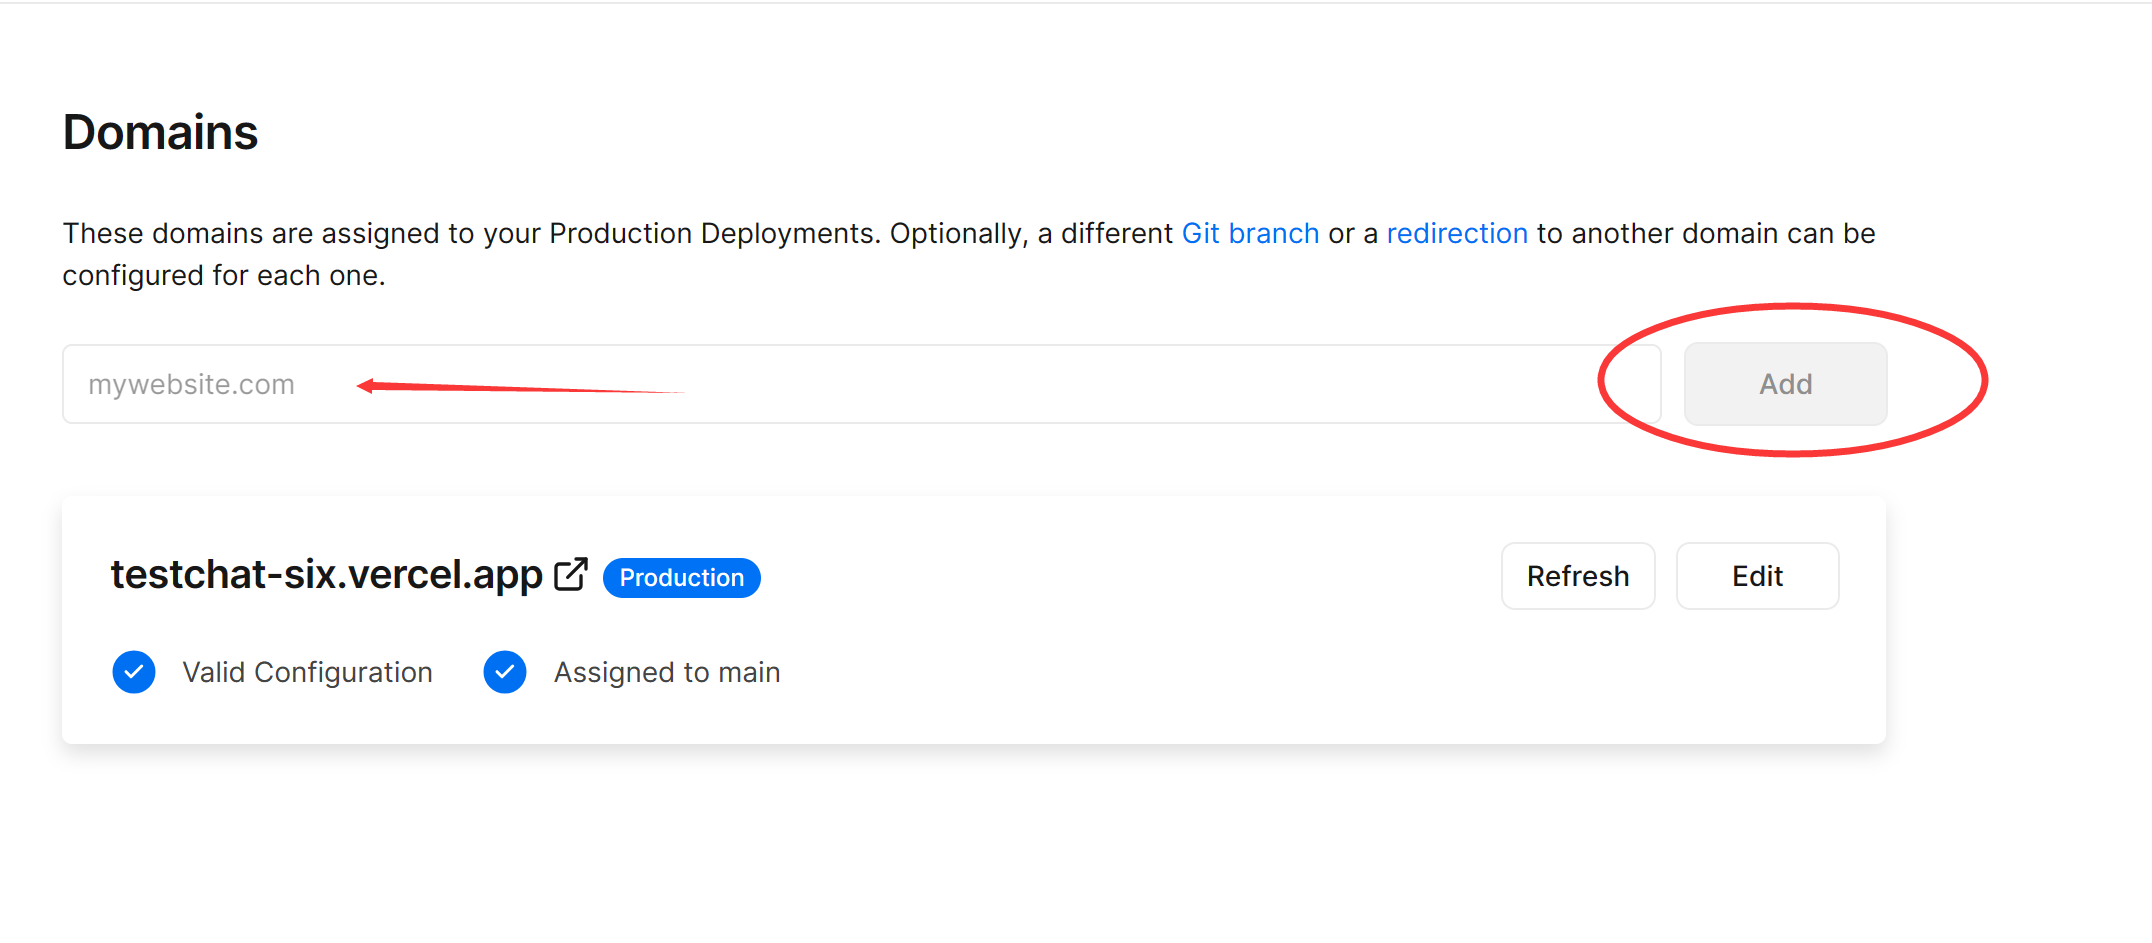 Domains
These domains are assigned to your Production Deployments. Optionally, a different Git branch or a redirection to another domain can be
configured for each one.
mywebsite.com
Add
testchat-six.vercel.app Production
Refresh
Edit
Valid Configuration
Assigned to main